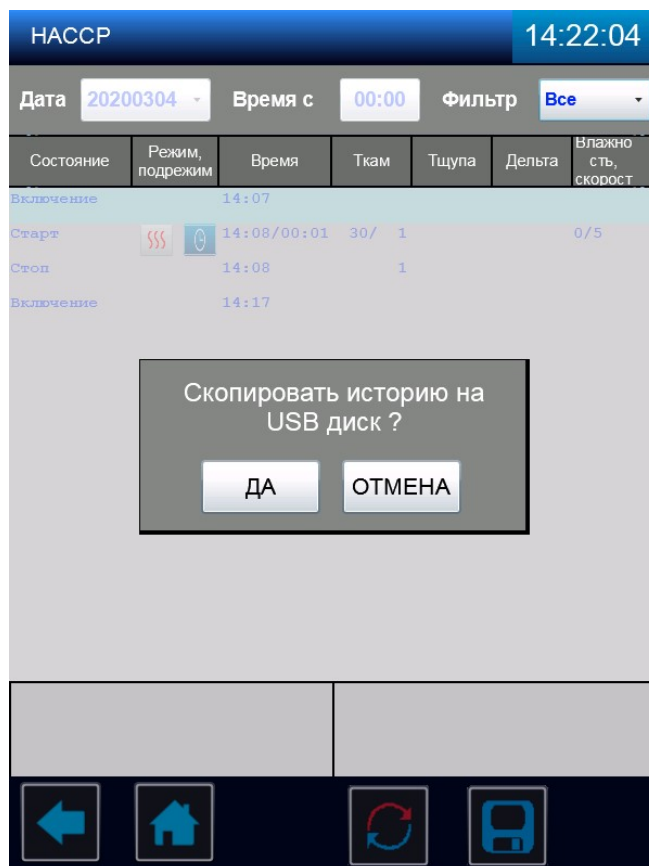 HACCP 14:22:04
Дата 20200304 Время с 00:00 Фильтр Все
Состояние Режим, подрежим Время Ткам Тщупа Дельта Влажно сть, скорост
Включение 14:07
Старт 14:08/00:01 30/ 1 0/5
Стоп 14:08 1
Включение 14:17
Скопировать историю на
USB диск ?
ДА ОТМЕНА